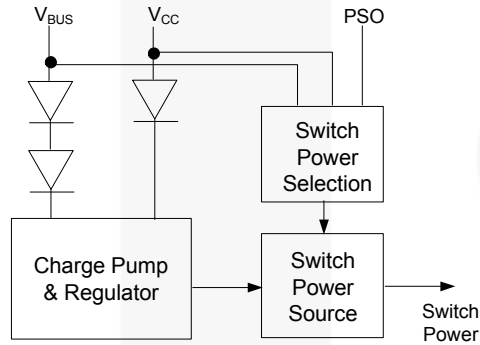 VBUS
VCC
PSO
Switch
Power
Selection
Charge Pump
& Regulator
Switch
Power
Source
Switch
Power